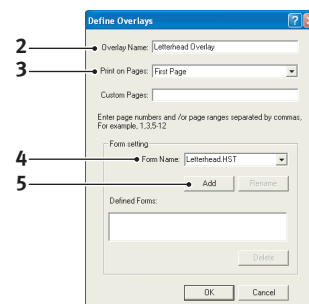 Define Overlays
?
2
Overlay Name: Letterhead Overlay
3
Print on Pages: First Page
Custom Pages:
Enter page numbers and /or page ranges separated by commas,
For example, 1,3,5-12
Form setting
4
Form Name: Letterhead.HST
5
Add Rename
Defined Forms:
Delete
OK Cancel